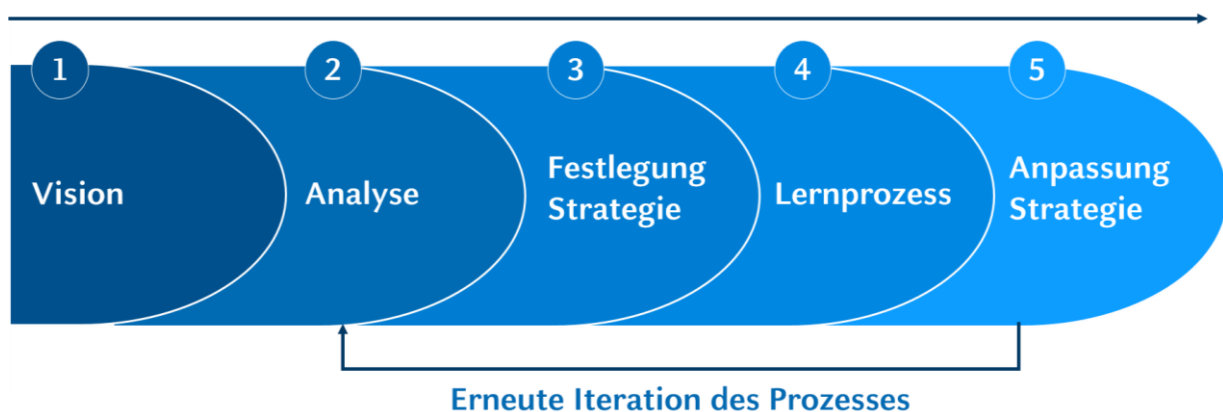 1
2
3
4
5
Vision
Analyse
Festlegung
Strategie
Lernprozess
Anpassung
Strategie
Erneute Iteration des Prozesses